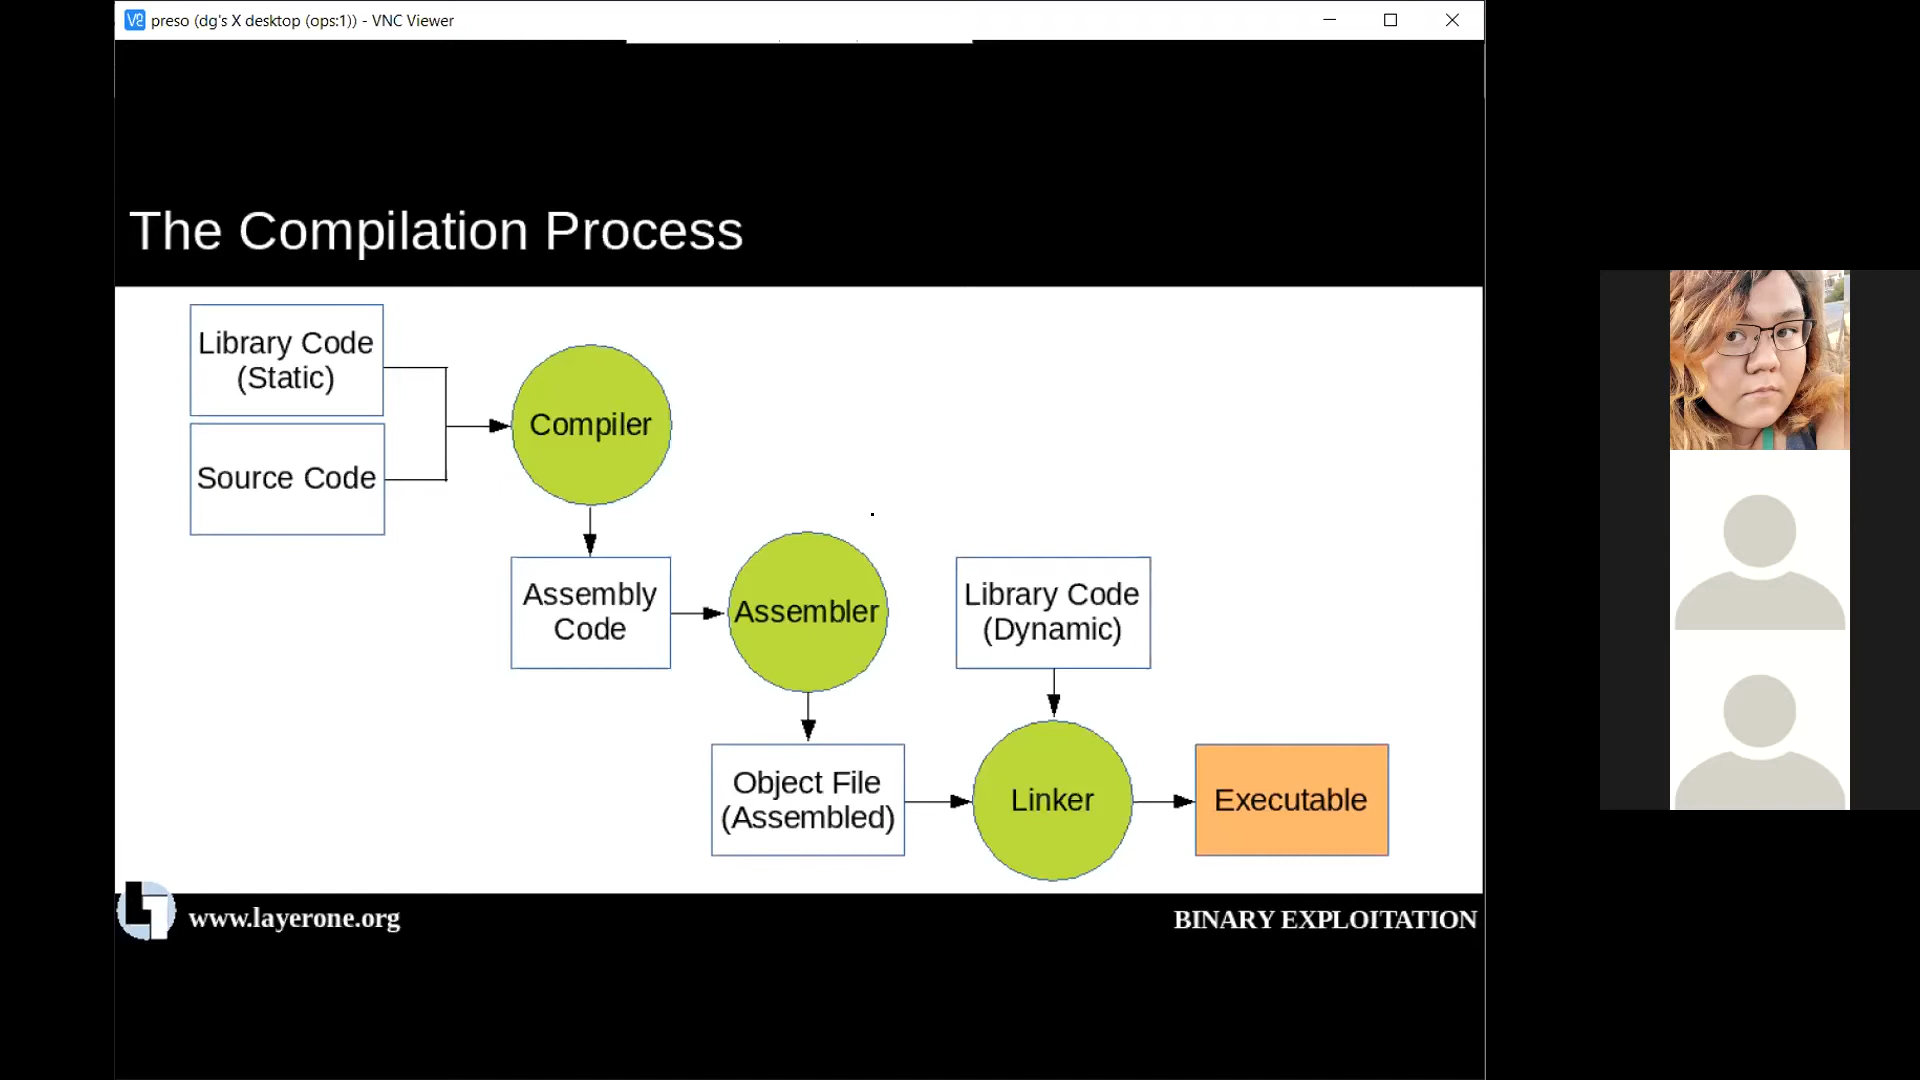 preso (dg's X desktop (ops:1)) - VNC Viewer
The Compilation Process
Library Code
(Static)
Source Code
Compiler
Assembly
Code
Assembler
Library Code
(Dynamic)
Object File
(Assembled)
Linker
Executable
www.layerone.org
BINARY EXPLOITATION